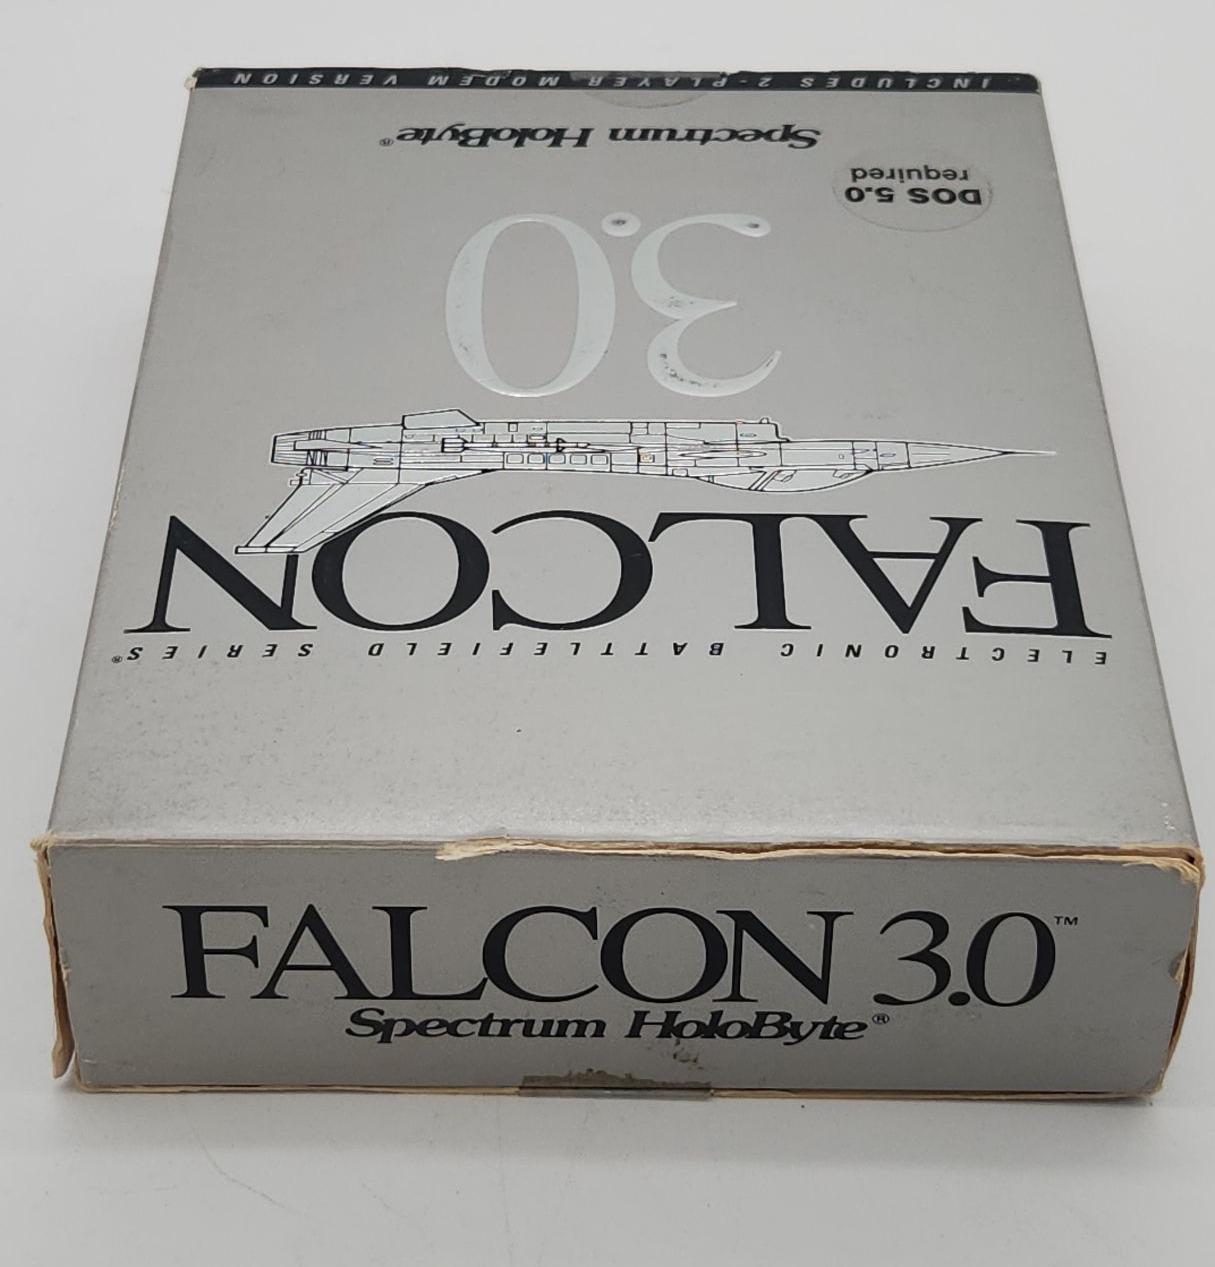 ELECTRONIC BATTLEFIELD SERIES®
FALCON
3.0
DOS 5.0
required
Spectrum HoloByte®
INCLUDES 2-PLAYER MODEM VERSION
FALCON 3.0™
Spectrum HoloByte®